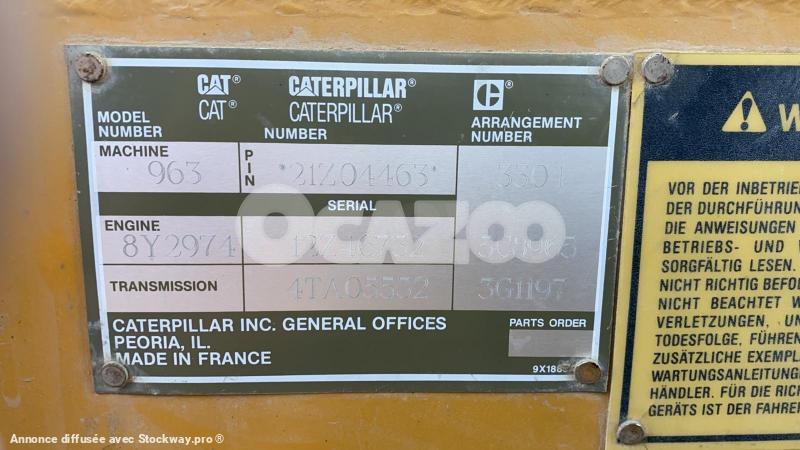 CAT® CATERPILLAR® C®
CAT® CATERPILLAR®
MODEL NUMBER NUMBER ARRANGEMENT NUMBER
MACHINE 963 PIN *21Z04463*
SERIAL
ENGINE 8Y2974
TRANSMISSION 4TA05532 3G1197
CATERPILLAR INC. GENERAL OFFICES PARTS ORDER
PEORIA, IL.
MADE IN FRANCE
OCAZOO
VOR DER INBETRIE
DER DURCHFÜHRUN
DIE ANWEISUNGEN
BETRIEBS- UND
SORGFÄLTIG LESEN.
NICHT RICHTIG BEFO
NICHT BEACHTET W
VERLETZUNGEN, UN
TODESFOLGE, FÜHREN
ZUSÄTZLICHE EXEMPL
WARTUNGSANLEITUNG
HÄNDLER. FÜR DIE RICH
GERÄTS IST DER FAHRER
Annonce diffusée avec Stockway.pro ®